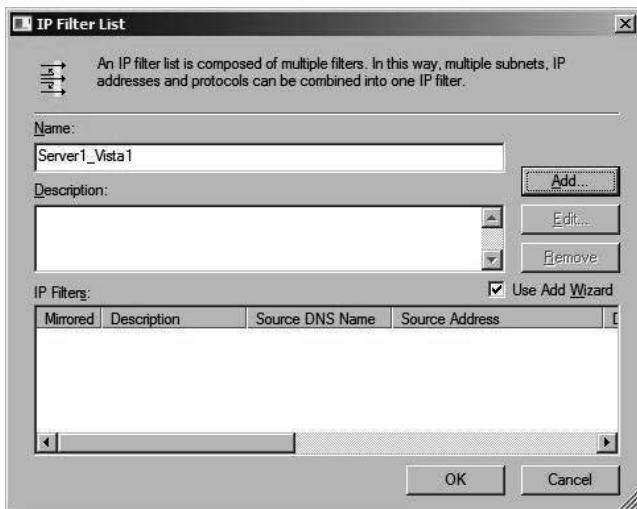 IP Filter List
An IP filter list is composed of multiple filters. In this way, multiple subnets, IP
addresses and protocols can be combined into one IP filter.
Name:
Server1_Vista1
Add...
Description:
Edit...
Remove
IP Filters:
Use Add Wizard
Mirrored Description Source DNS Name Source Address
OK Cancel